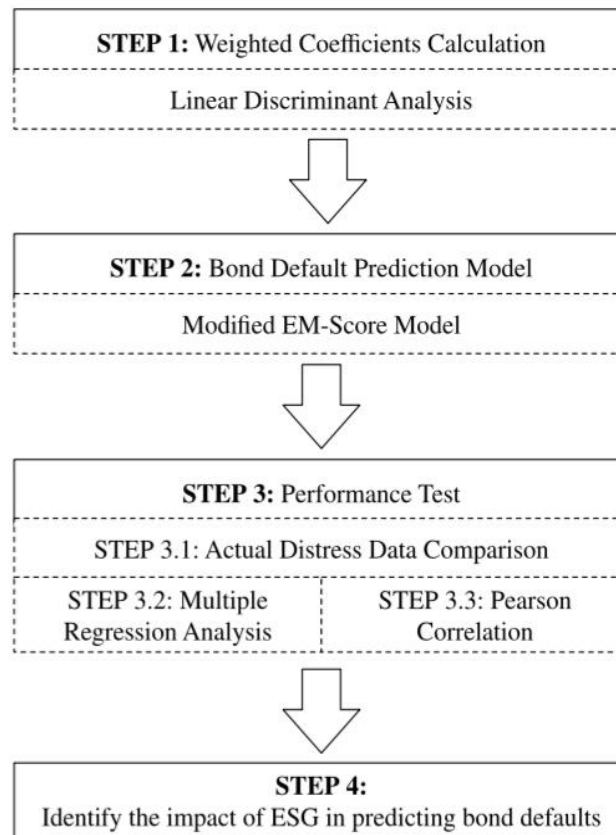 STEP 1: Weighted Coefficients Calculation
Linear Discriminant Analysis
STEP 2: Bond Default Prediction Model
Modified EM-Score Model
STEP 3: Performance Test
STEP 3.1: Actual Distress Data Comparison
STEP 3.2: Multiple
Regression Analysis
STEP 3.3: Pearson
Correlation
STEP 4:
Identify the impact of ESG in predicting bond defaults